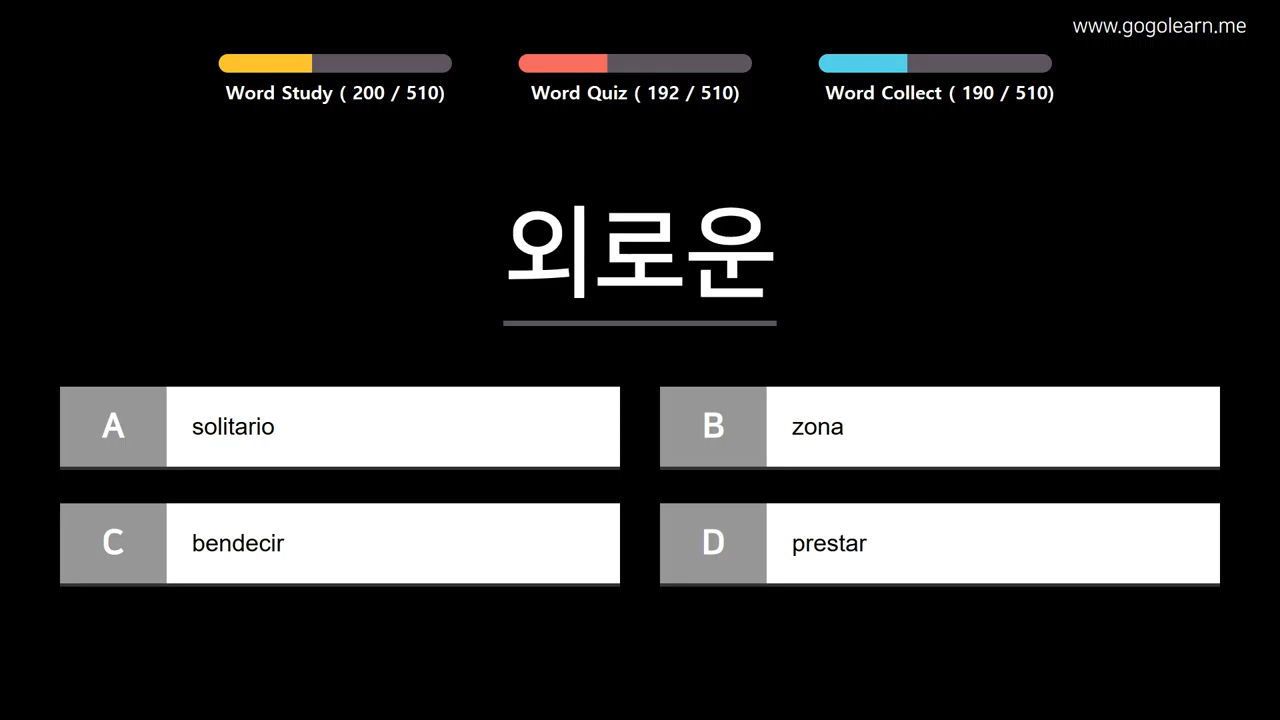 www.gogolearn.me
Word Study ( 200 / 510)
Word Quiz ( 192 / 510)
Word Collect ( 190 / 510)
외로운
A solitario
B zona
C bendecir
D prestar